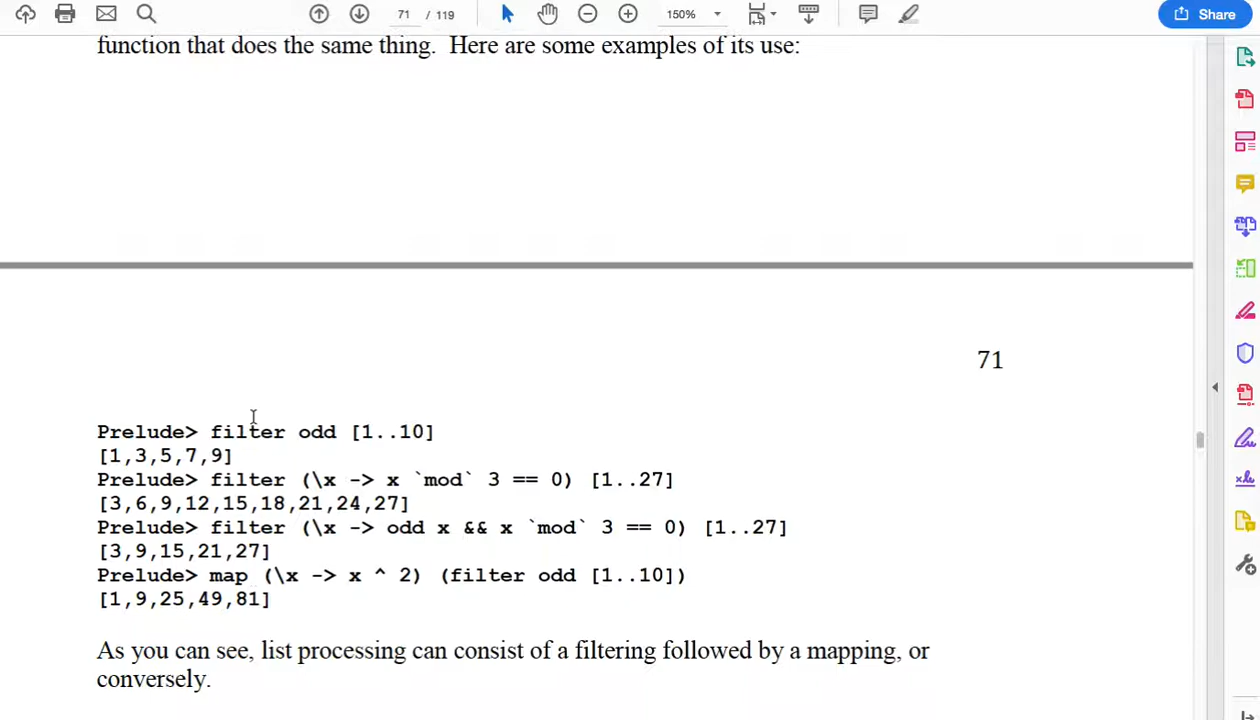 71 / 119
150%
Share
function that does the same thing. Here are some examples of its use:
71
Prelude> filter odd [1..10]
[1,3,5,7,9]
Prelude> filter (\x -> x `mod` 3 == 0) [1..27]
[3,6,9,12,15,18,21,24,27]
Prelude> filter (\x -> odd x && x `mod` 3 == 0) [1..27]
[3,9,15,21,27]
Prelude> map (\x -> x ^ 2) (filter odd [1..10])
[1,9,25,49,81]
As you can see, list processing can consist of a filtering followed by a mapping, or
conversely.